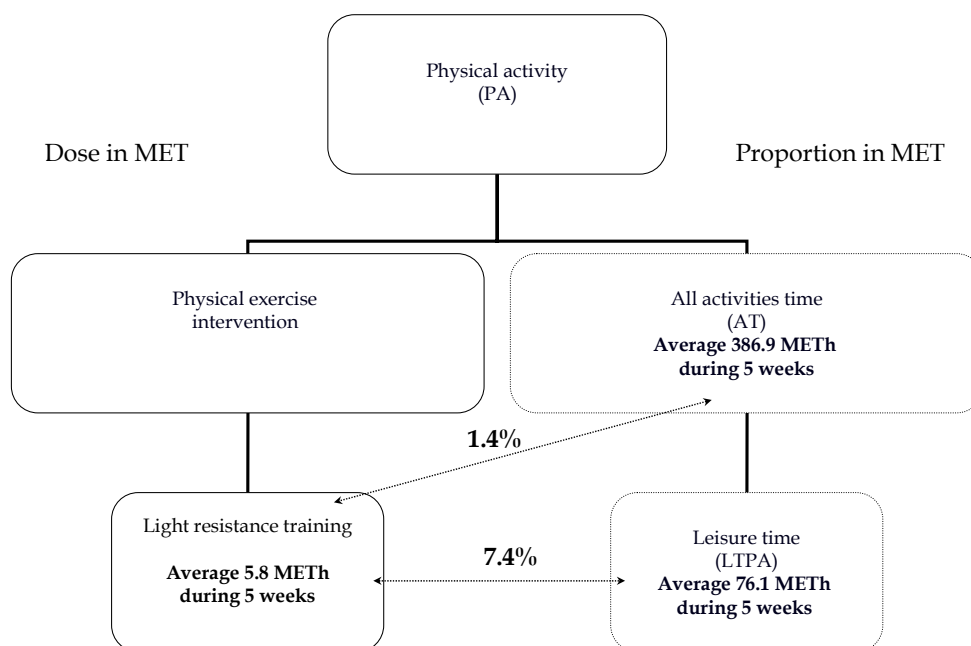 Physical activity
(PA)
Dose in MET
Proportion in MET
Physical exercise
intervention
All activities time
(AT)
Average 386.9 METh
during 5 weeks
1.4%
Light resistance training
Average 5.8 METh
during 5 weeks
7.4%
Leisure time
(LTPA)
Average 76.1 METh
during 5 weeks